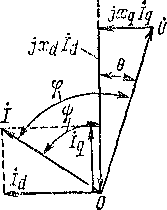 jx_d İ_d
jx_q İ_q
U̇
θ
φ
İ
ψ
İ_q
İ_d
O